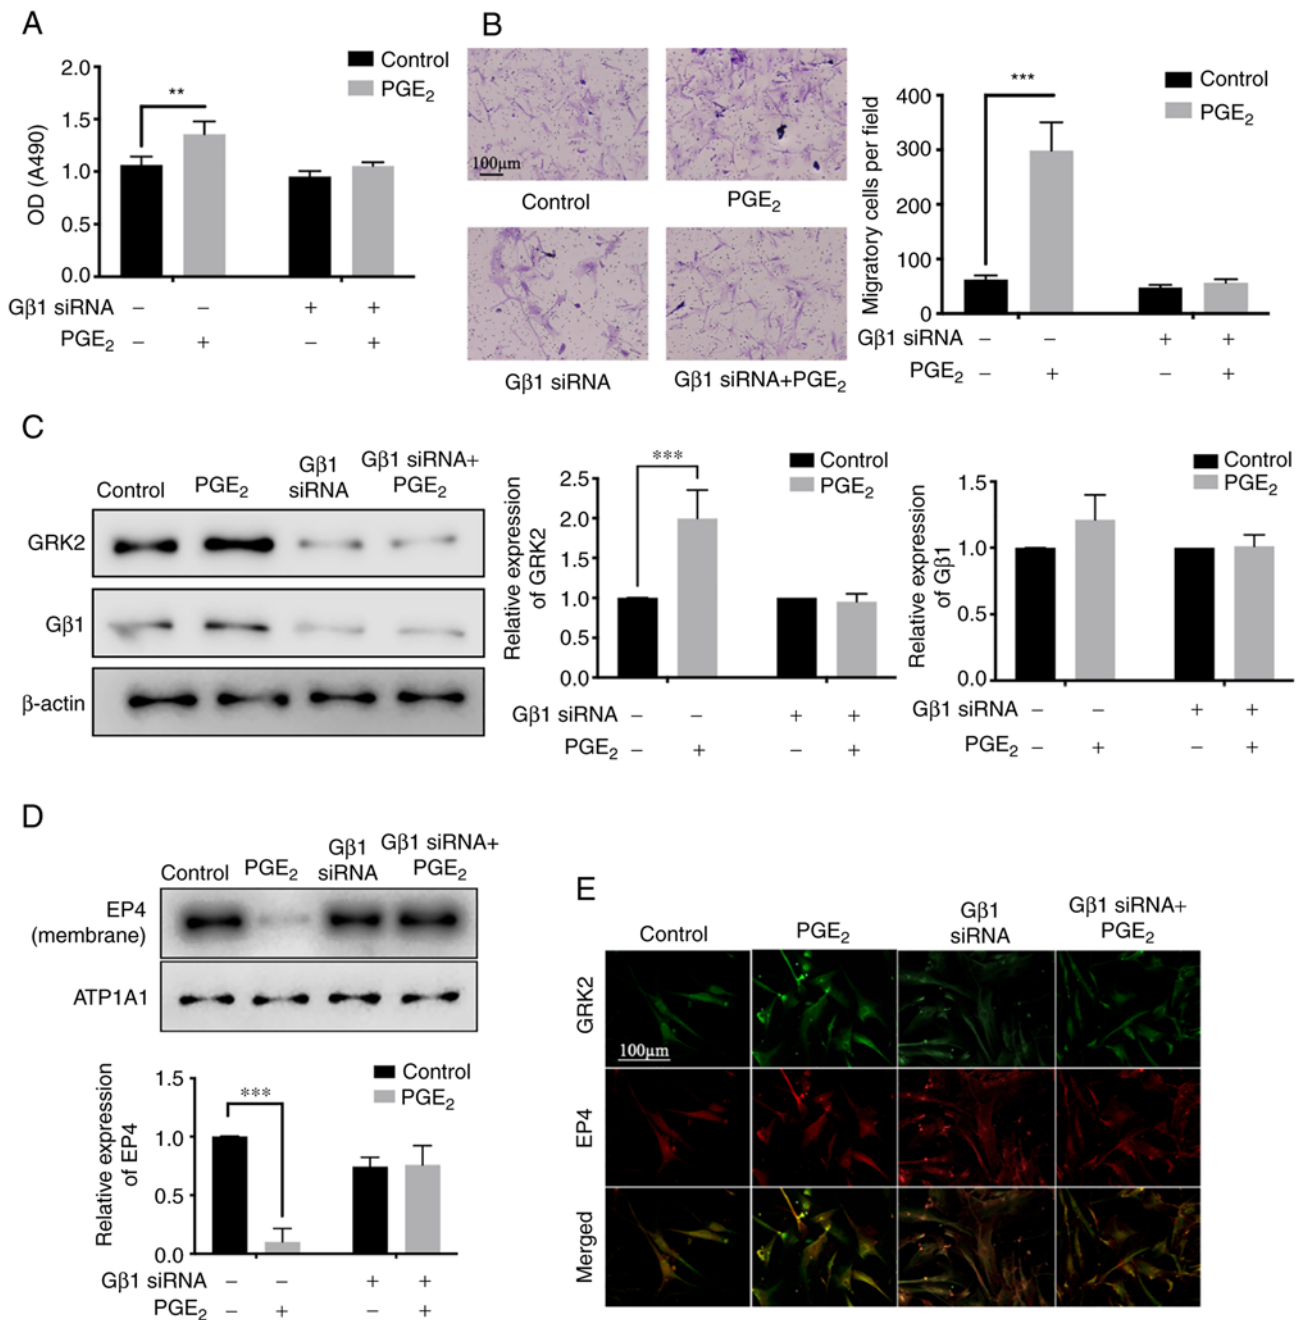 A
Control
PGE2
**
OD (A490)
2.0
1.5
1.0
0.5
0.0
Gβ1 siRNA – – + +
PGE2 – + – +
B
100µm
Control
PGE2
Gβ1 siRNA
Gβ1 siRNA+PGE2
Control
PGE2
***
Migratory cells per field
400
300
200
100
0
Gβ1 siRNA – – + +
PGE2 – + – +
C
Control
PGE2
Gβ1
siRNA
Gβ1 siRNA+
PGE2
GRK2
Gβ1
β-actin
Control
PGE2
***
Relative expression
of GRK2
2.5
2.0
1.5
1.0
0.5
0.0
Gβ1 siRNA – – + +
PGE2 – + – +
Control
PGE2
Relative expression
of Gβ1
1.5
1.0
0.5
0.0
Gβ1 siRNA – – + +
PGE2 – + – +
D
Control
PGE2
Gβ1
siRNA
Gβ1 siRNA+
PGE2
EP4
(membrane)
ATP1A1
Control
PGE2
***
Relative expression
of EP4
1.5
1.0
0.5
0.0
Gβ1 siRNA – – + +
PGE2 – + – +
E
Control
PGE2
Gβ1
siRNA
Gβ1 siRNA+
PGE2
GRK2
100µm
EP4
Merged